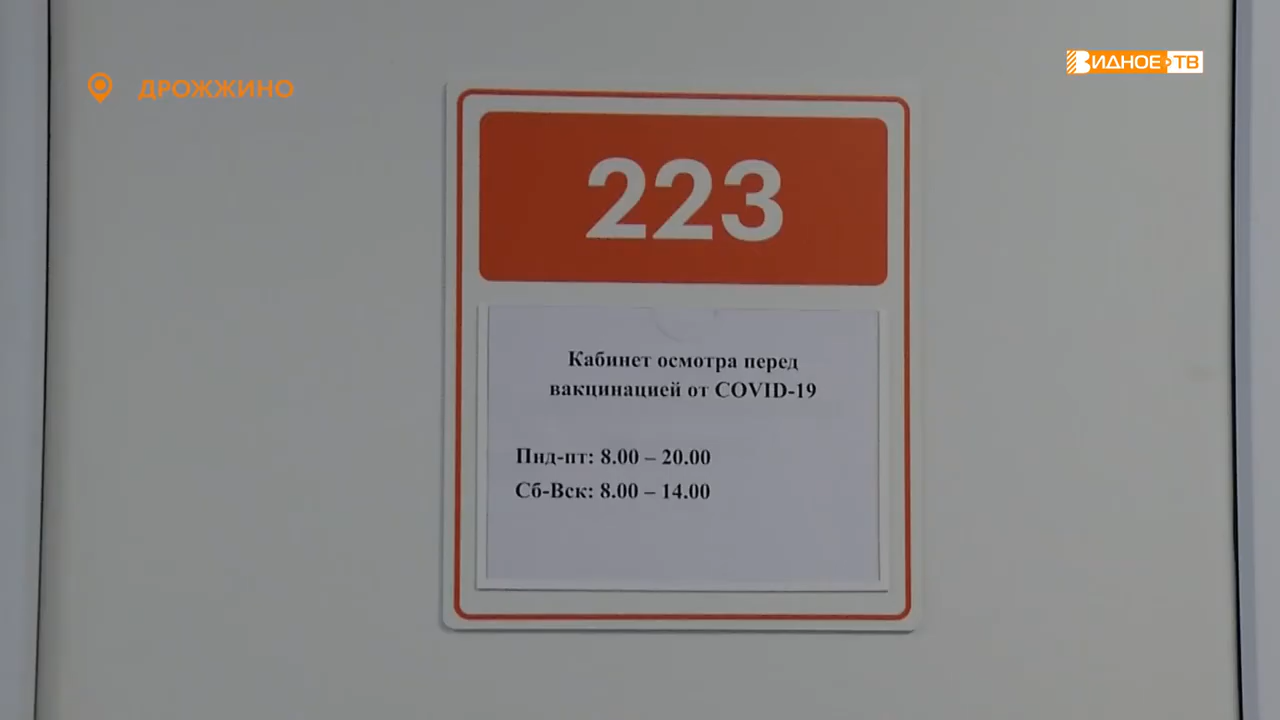 ДРОЖЖИНО
ВИДНОЕ ТВ
223
Кабинет осмотра перед
вакцинацией от COVID-19
Пнд-пт: 8.00 – 20.00
Сб-Вск: 8.00 – 14.00